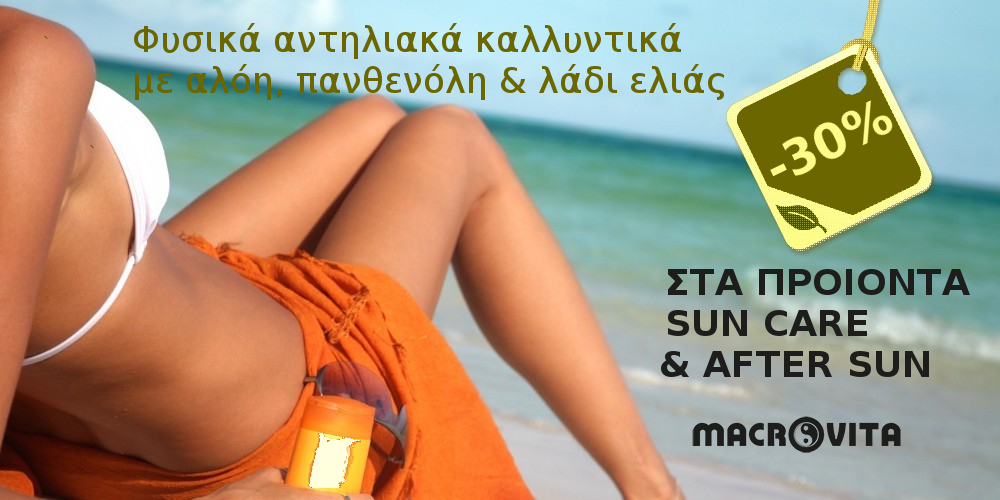 Φυσικά αντηλιακά καλλυντικά
με αλόη, πανθενόλη & λάδι ελιάς
-30%
ΣΤΑ ΠΡΟΙΟΝΤΑ
SUN CARE
& AFTER SUN
MACROVITA